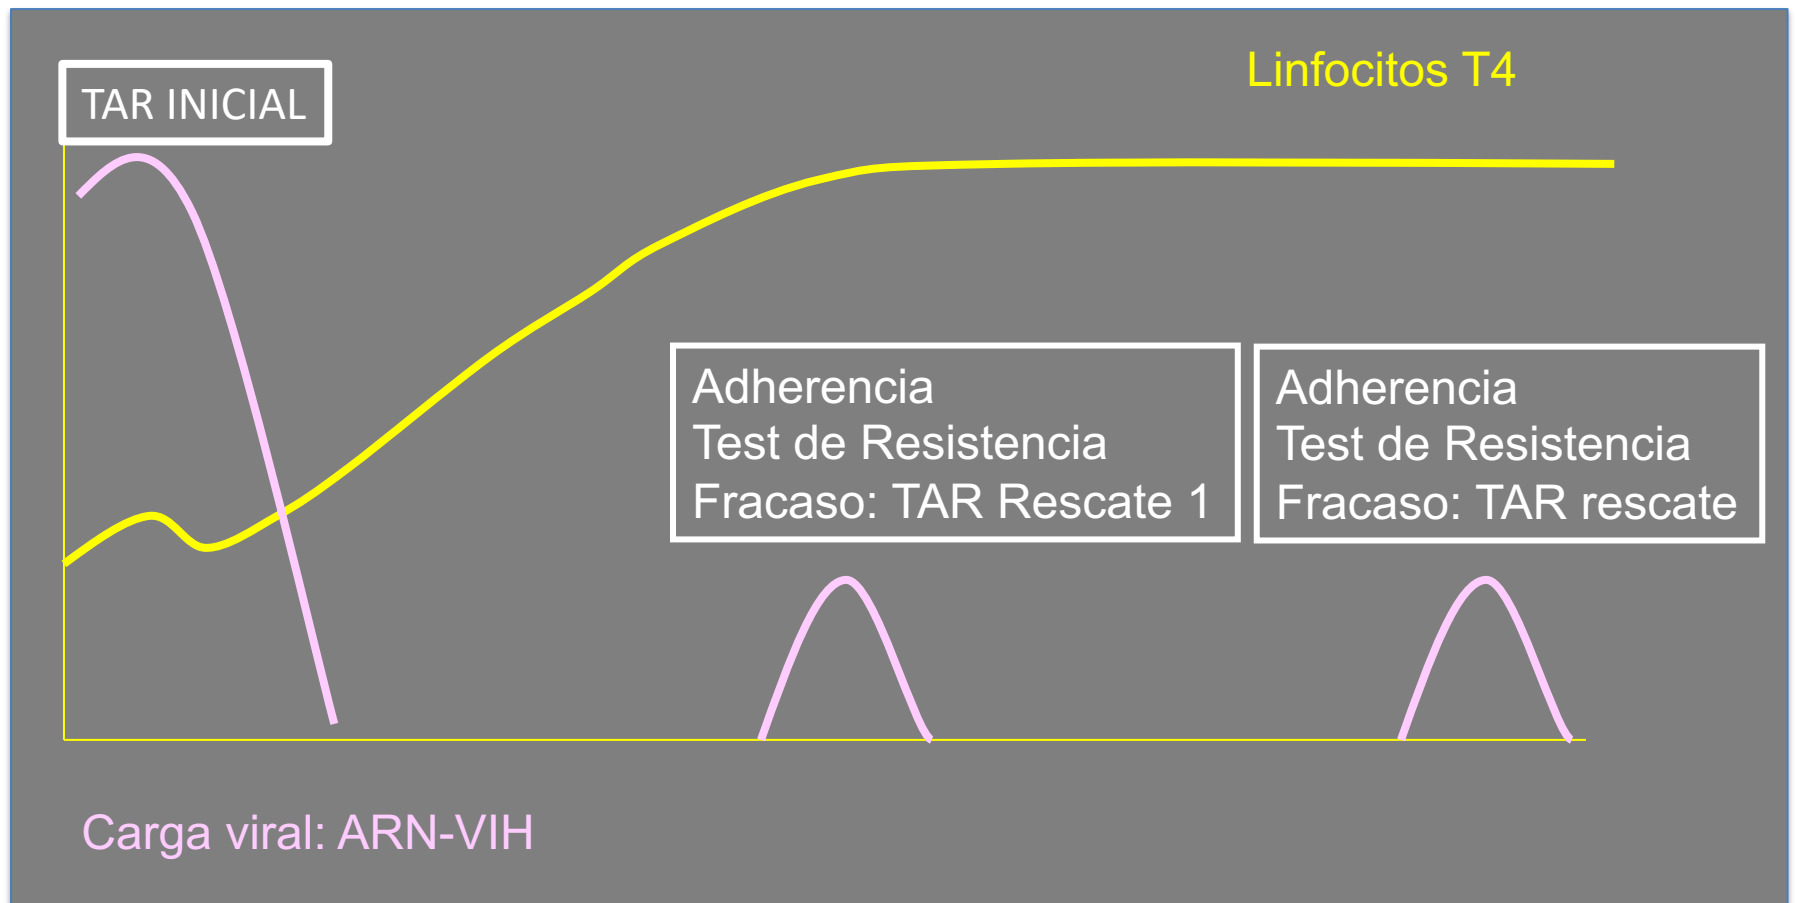 TAR INICIAL
Linfocitos T4
Adherencia
Test de Resistencia
Fracaso: TAR Rescate 1
Adherencia
Test de Resistencia
Fracaso: TAR rescate
Carga viral: ARN-VIH